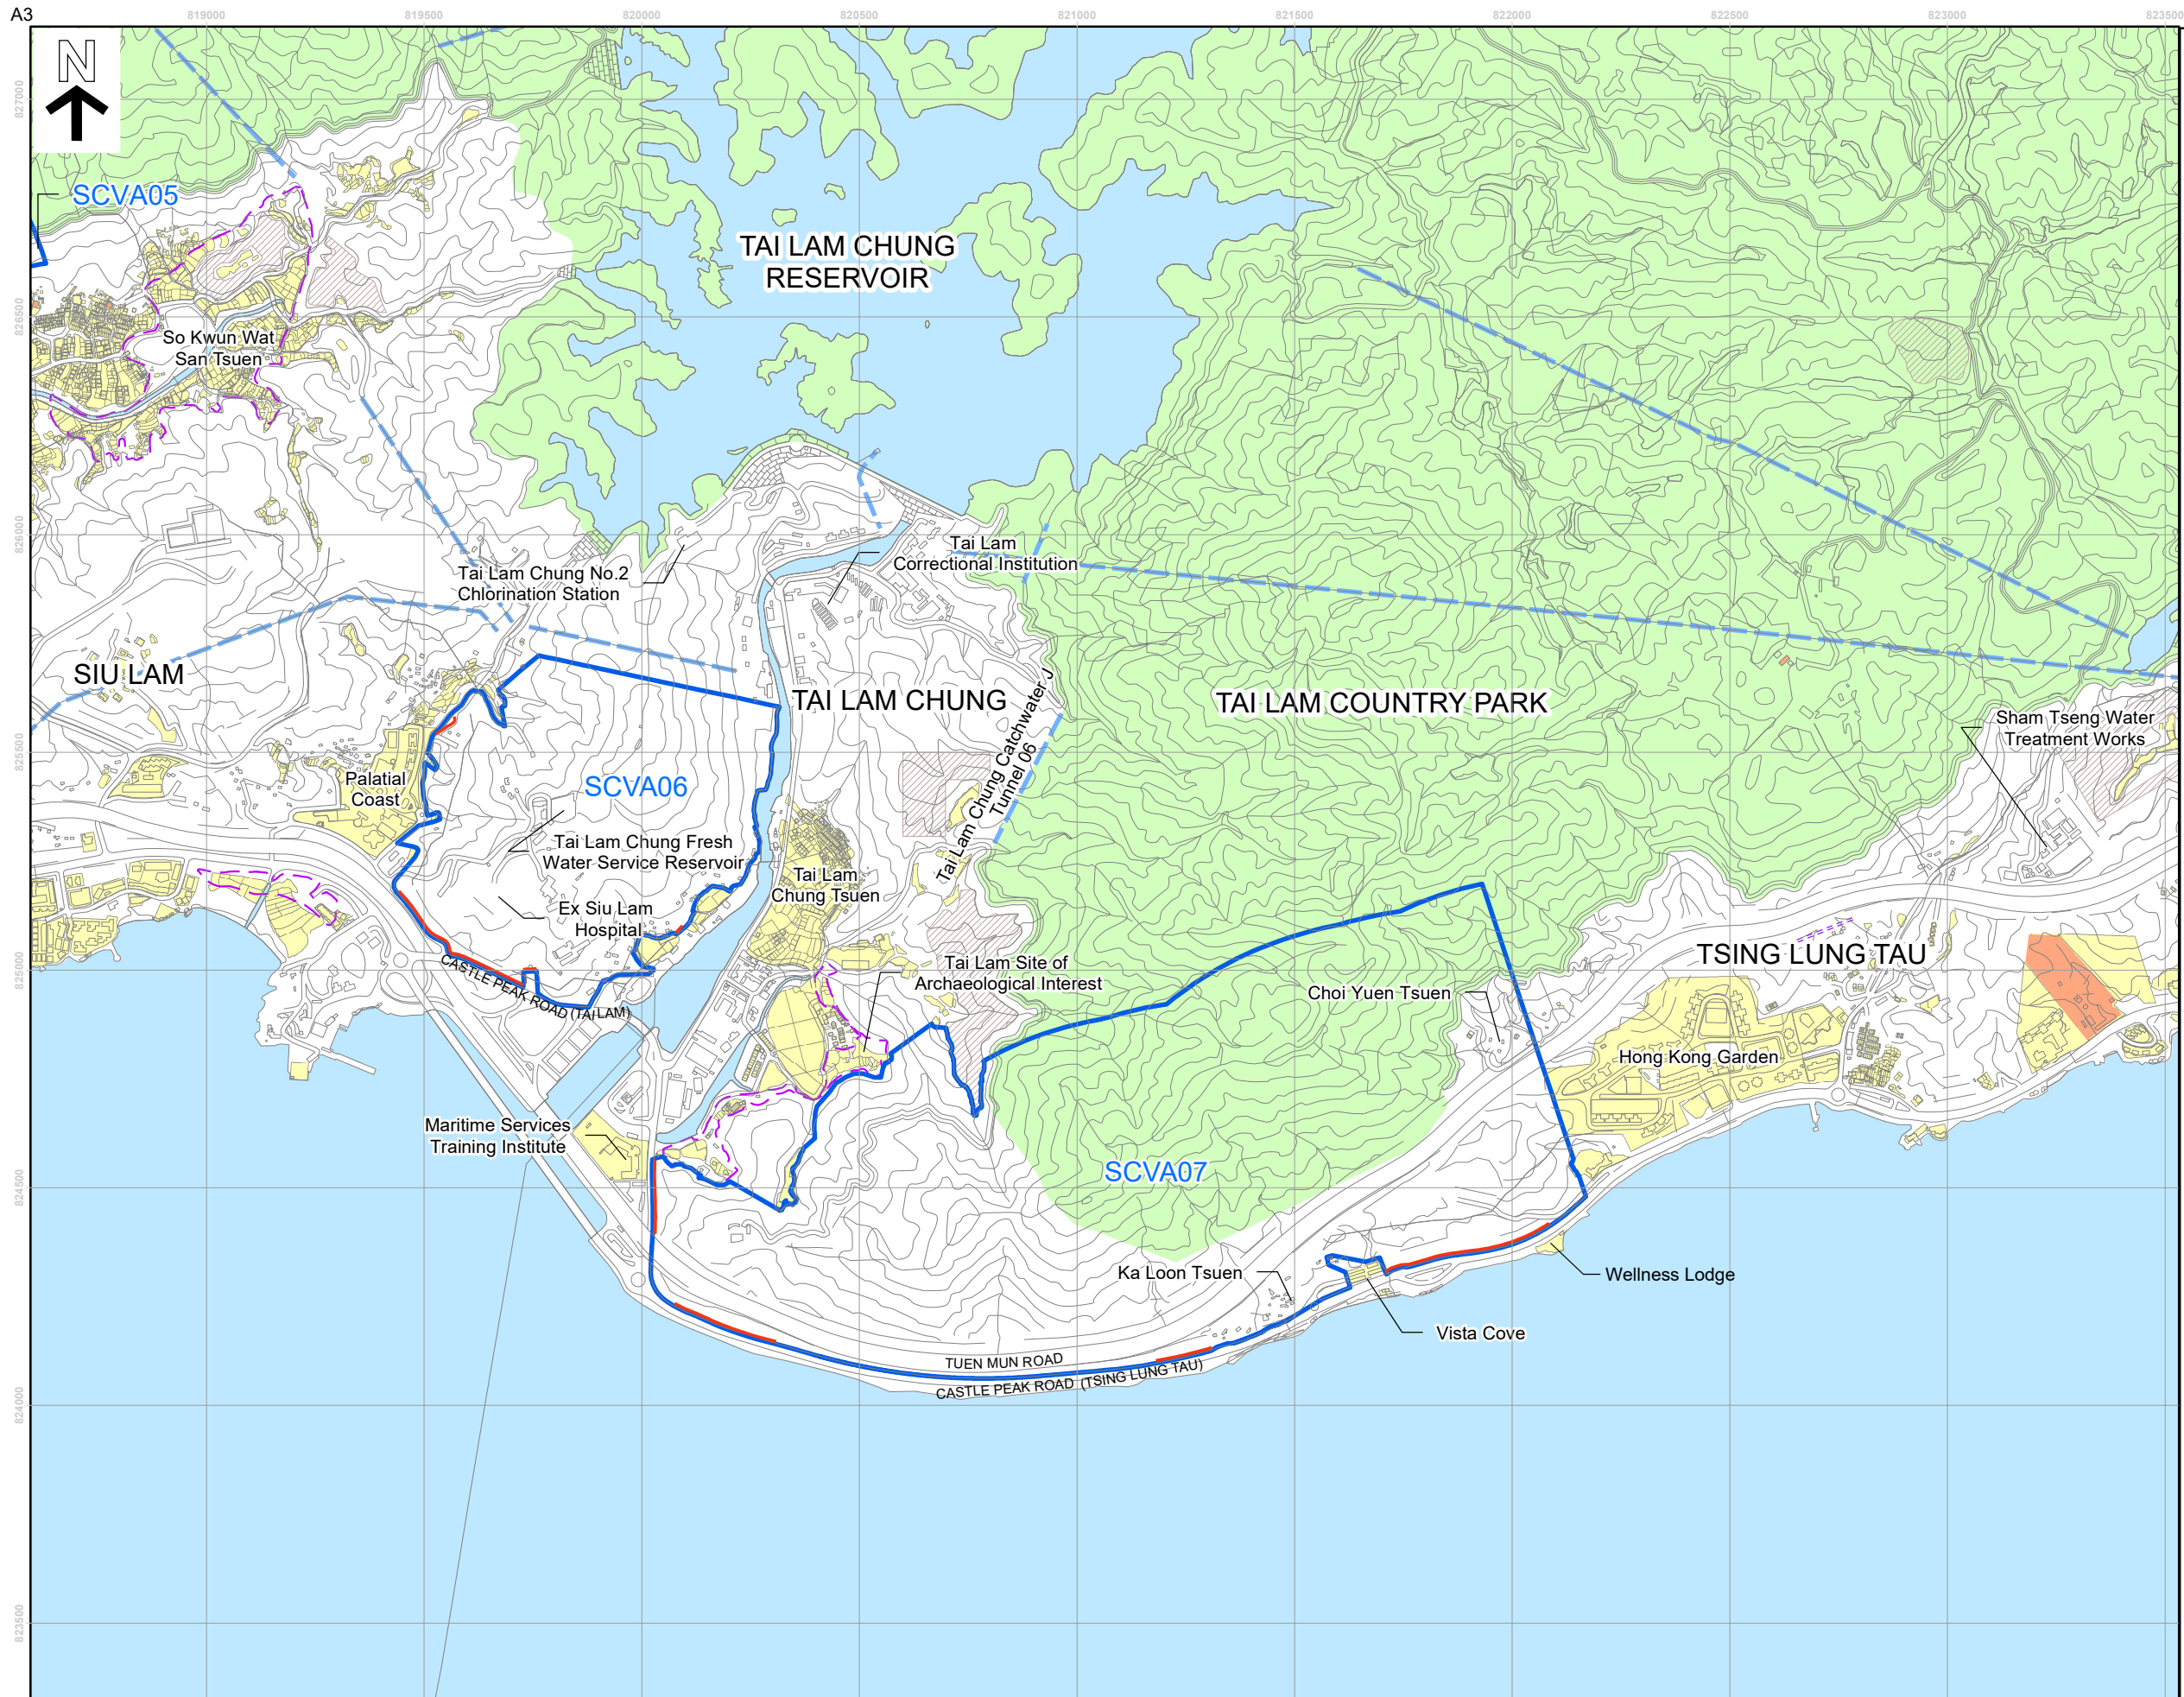 A3
819000
819500
820000
820500
821000
821500
822000
822500
823000
823500
N
827000
826500
826000
825500
825000
824500
824000
823500
SCVA05
TAI LAM CHUNG
RESERVOIR
So Kwun Wat
San Tsuen
Tai Lam
Correctional Institution
Tai Lam Chung No.2
Chlorination Station
SIU LAM
TAI LAM CHUNG
Tai Lam Chung Catchwater J
Tunnel 06
TAI LAM COUNTRY PARK
Sham Tseng Water
Treatment Works
Palatial
Coast
SCVA06
Tai Lam Chung Fresh
Water Service Reservoir
Tai Lam
Chung Tsuen
Ex Siu Lam
Hospital
CASTLE PEAK ROAD (TAI LAM)
Tai Lam Site of
Archaeological Interest
TSING LUNG TAU
Choi Yuen Tsuen
Hong Kong Garden
Maritime Services
Training Institute
SCVA07
Ka Loon Tsuen
Wellness Lodge
Vista Cove
TUEN MUN ROAD
CASTLE PEAK ROAD (TSING LUNG TAU)